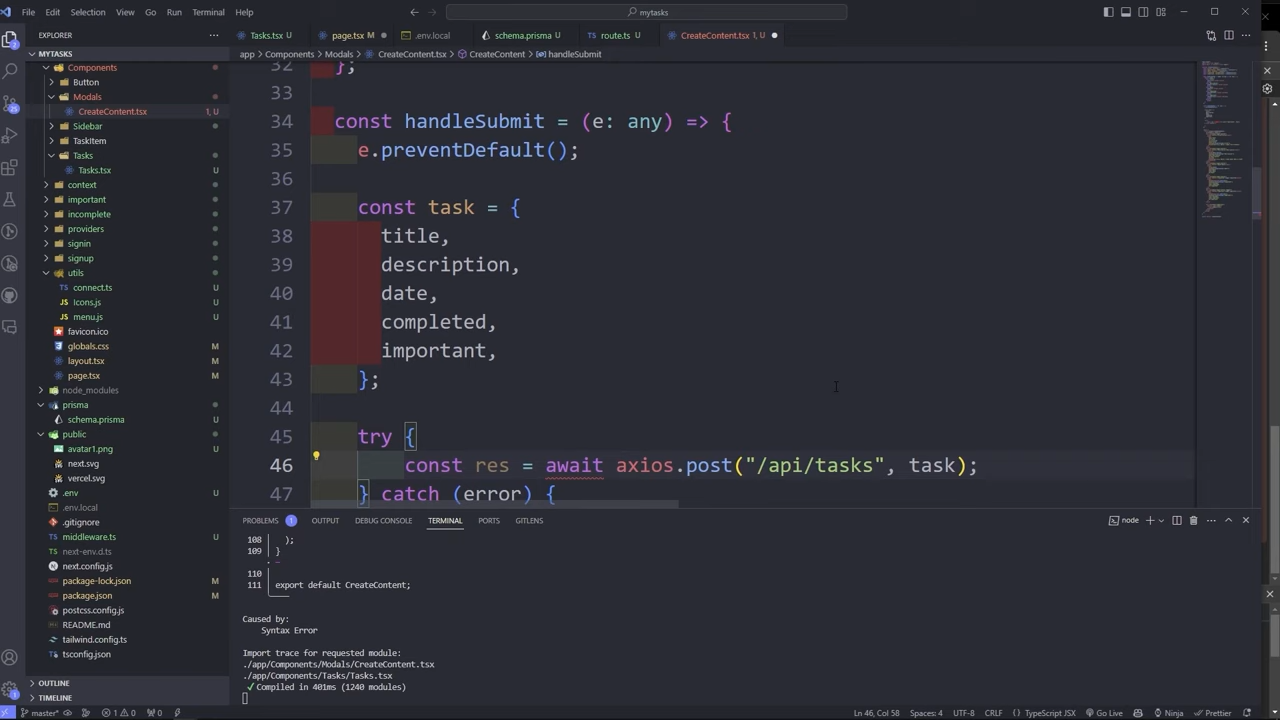 File Edit Selection View Go Run Terminal Help
mytasks
EXPLORER
Tasks.tsx U
page.tsx M
.env.local
schema.prisma U
route.ts U
CreateContent.tsx 1, U
MYTASKS
app > Components > Modals > CreateContent.tsx > CreateContent > handleSubmit
Components
Button
Modals
CreateContent.tsx 1, U
Sidebar
TaskItem
Tasks
Tasks.tsx U
context
important
incomplete
providers
signin
signup
utils
connect.ts U
Icons.js U
menu.js U
favicon.ico
globals.css M
layout.tsx M
page.tsx M
node_modules
prisma
schema.prisma U
public
avatar1.png U
next.svg
vercel.svg
.env U
.env.local
.gitignore
middleware.ts U
next-env.d.ts
next.config.js
package-lock.json M
package.json M
postcss.config.js
README.md
tailwind.config.ts
tsconfig.json
OUTLINE
TIMELINE
32 };
33
34 const handleSubmit = (e: any) => {
35 e.preventDefault();
36
37 const task = {
38 title,
39 description,
40 date,
41 completed,
42 important,
43 };
44
45 try {
46 const res = await axios.post("/api/tasks", task);
47 } catch (error) {
PROBLEMS 1 OUTPUT DEBUG CONSOLE TERMINAL PORTS GITLENS
node
108 │ );
109 │ }
110 │
111 │ export default CreateContent;
Caused by:
Syntax Error
Import trace for requested module:
./app/Components/Modals/CreateContent.tsx
./app/Components/Tasks/Tasks.tsx
✓ Compiled in 401ms (1240 modules)
master* 1 0 0 Ln 46, Col 58 Spaces: 4 UTF-8 CRLF TypeScript JSX Go Live Ninja Prettier